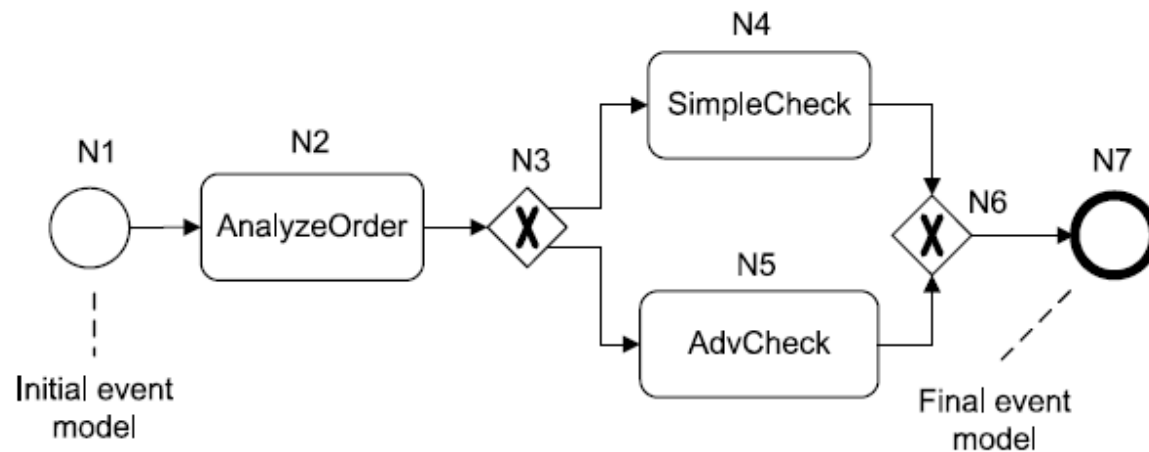 N1
N2
AnalyzeOrder
N3
X
N4
SimpleCheck
N5
AdvCheck
X
N6
N7
Initial event
model
Final event
model